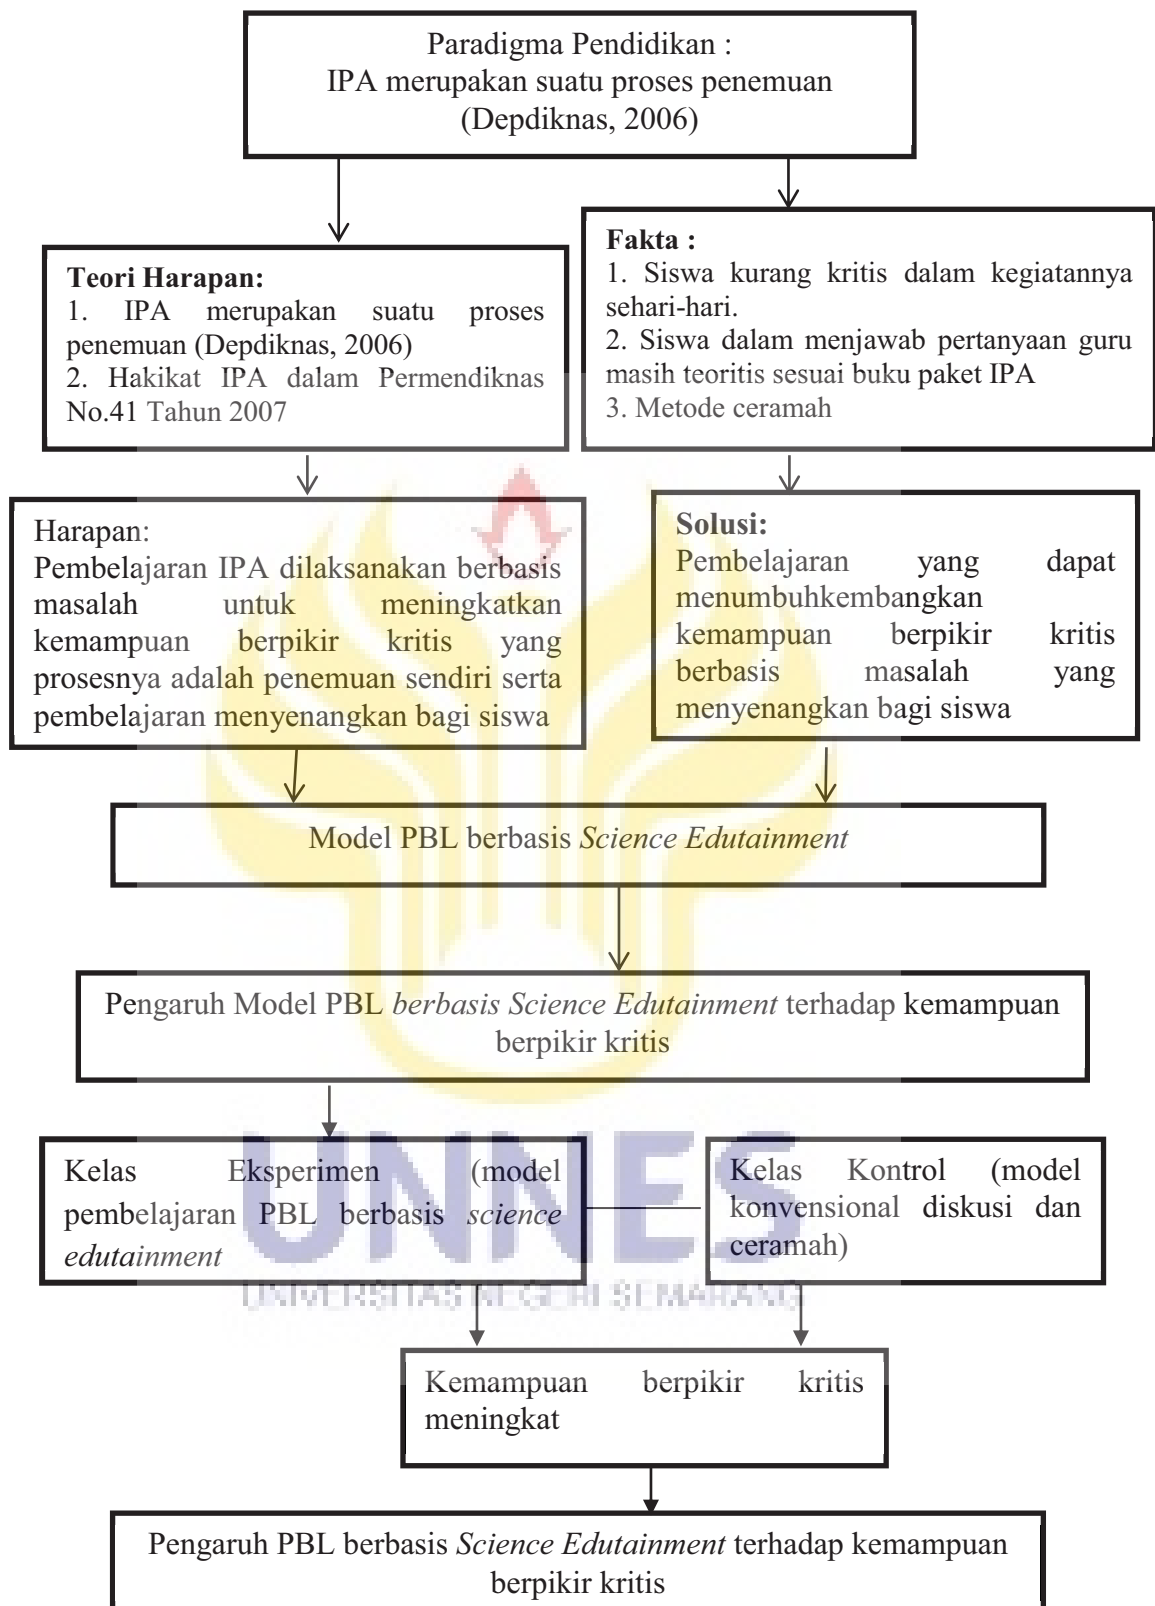 Paradigma Pendidikan :
IPA merupakan suatu proses penemuan
(Depdiknas, 2006)
Teori Harapan:
1. IPA merupakan suatu proses
penemuan (Depdiknas, 2006)
2. Hakikat IPA dalam Permendiknas
No.41 Tahun 2007
Fakta :
1. Siswa kurang kritis dalam kegiatannya
sehari-hari.
2. Siswa dalam menjawab pertanyaan guru
masih teoritis sesuai buku paket IPA
3. Metode ceramah
Harapan:
Pembelajaran IPA dilaksanakan berbasis
masalah untuk meningkatkan
kemampuan berpikir kritis yang
prosesnya adalah penemuan sendiri serta
pembelajaran menyenangkan bagi siswa
Solusi:
Pembelajaran yang dapat
menumbuhkembangkan
kemampuan berpikir kritis
berbasis masalah yang
menyenangkan bagi siswa
Model PBL berbasis Science Edutainment
Pengaruh Model PBL berbasis Science Edutainment terhadap kemampuan
berpikir kritis
Kelas Eksperimen (model
pembelajaran PBL berbasis science
edutainment
Kelas Kontrol (model
konvensional diskusi dan
ceramah)
UNNES
UNIVERSITAS NEGERI SEMARANG
Kemampuan berpikir kritis
meningkat
Pengaruh PBL berbasis Science Edutainment terhadap kemampuan
berpikir kritis